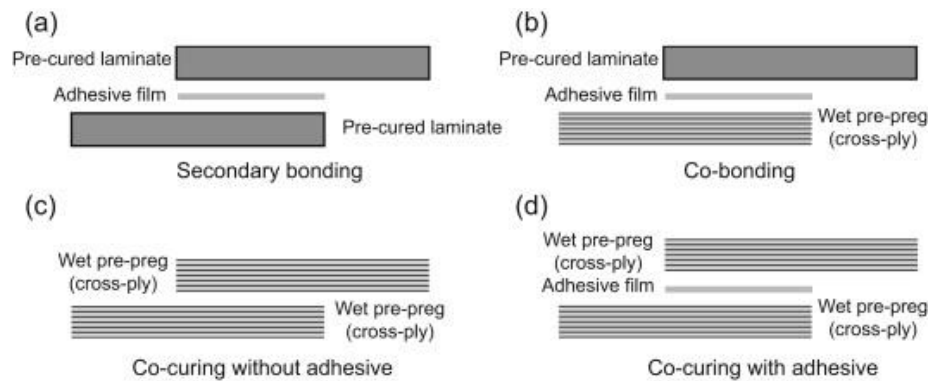 (a)
Pre-cured laminate
Adhesive film
Pre-cured laminate
Secondary bonding
(b)
Pre-cured laminate
Adhesive film
Wet pre-preg
(cross-ply)
Co-bonding
(c)
Wet pre-preg
(cross-ply)
Wet pre-preg
(cross-ply)
Co-curing without adhesive
(d)
Wet pre-preg
(cross-ply)
Adhesive film
Wet pre-preg
(cross-ply)
Co-curing with adhesive